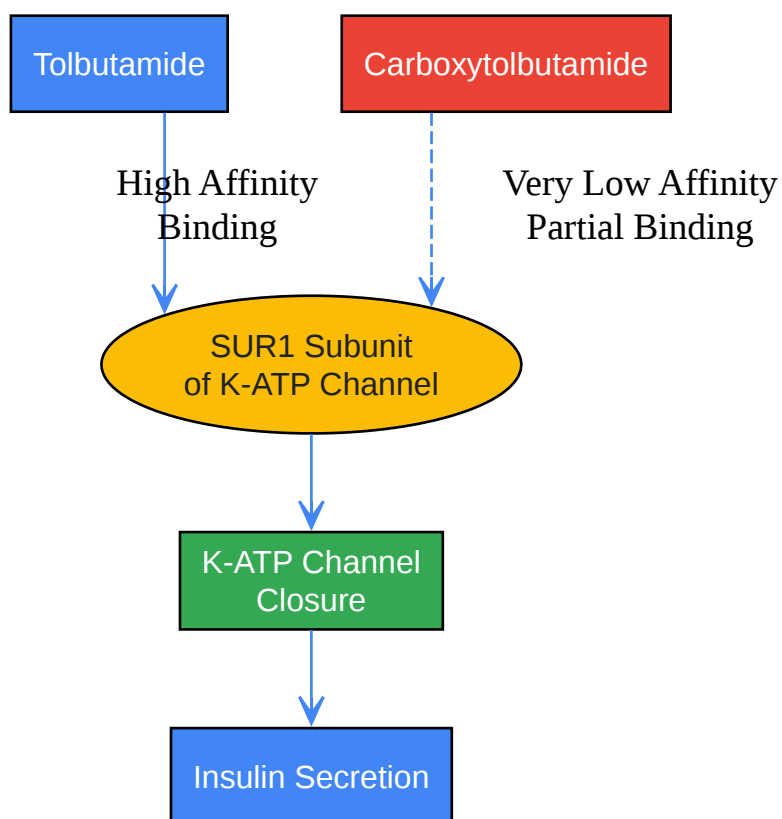 Tolbutamide
Carboxytolbutamide
High Affinity
Binding
Very Low Affinity
Partial Binding
SUR1 Subunit
of K-ATP Channel
K-ATP Channel
Closure
Insulin Secretion